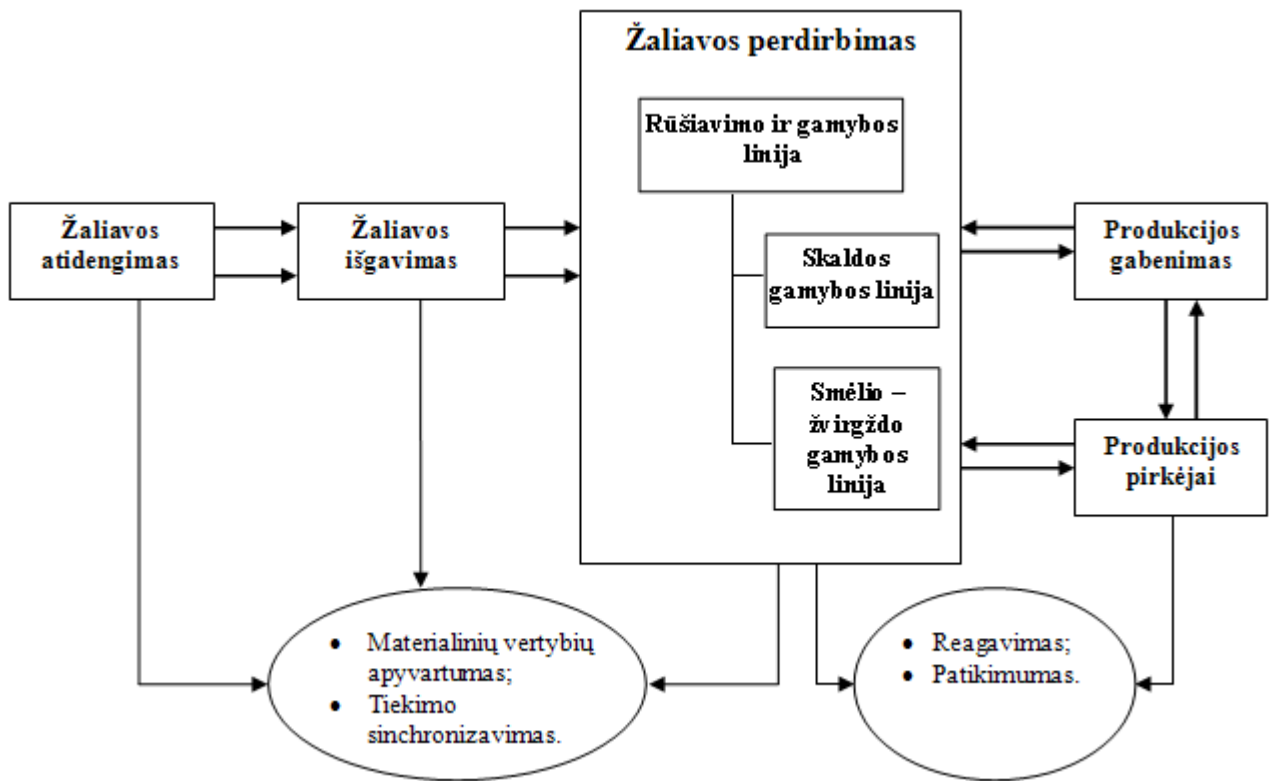 Žaliavos perdirbimas
Rūšiavimo ir gamybos
linija
Žaliavos
atidengimas
Žaliavos
išgavimas
Skaldos
gamybos linija
Produkcijos
gabenimas
Smėlio –
žvirgždo
gamybos
linija
Produkcijos
pirkėjai
• Materialinių vertybių
apyvartumas;
• Tiekimo
sinchronizavimas.
• Reagavimas;
• Patikimumas.